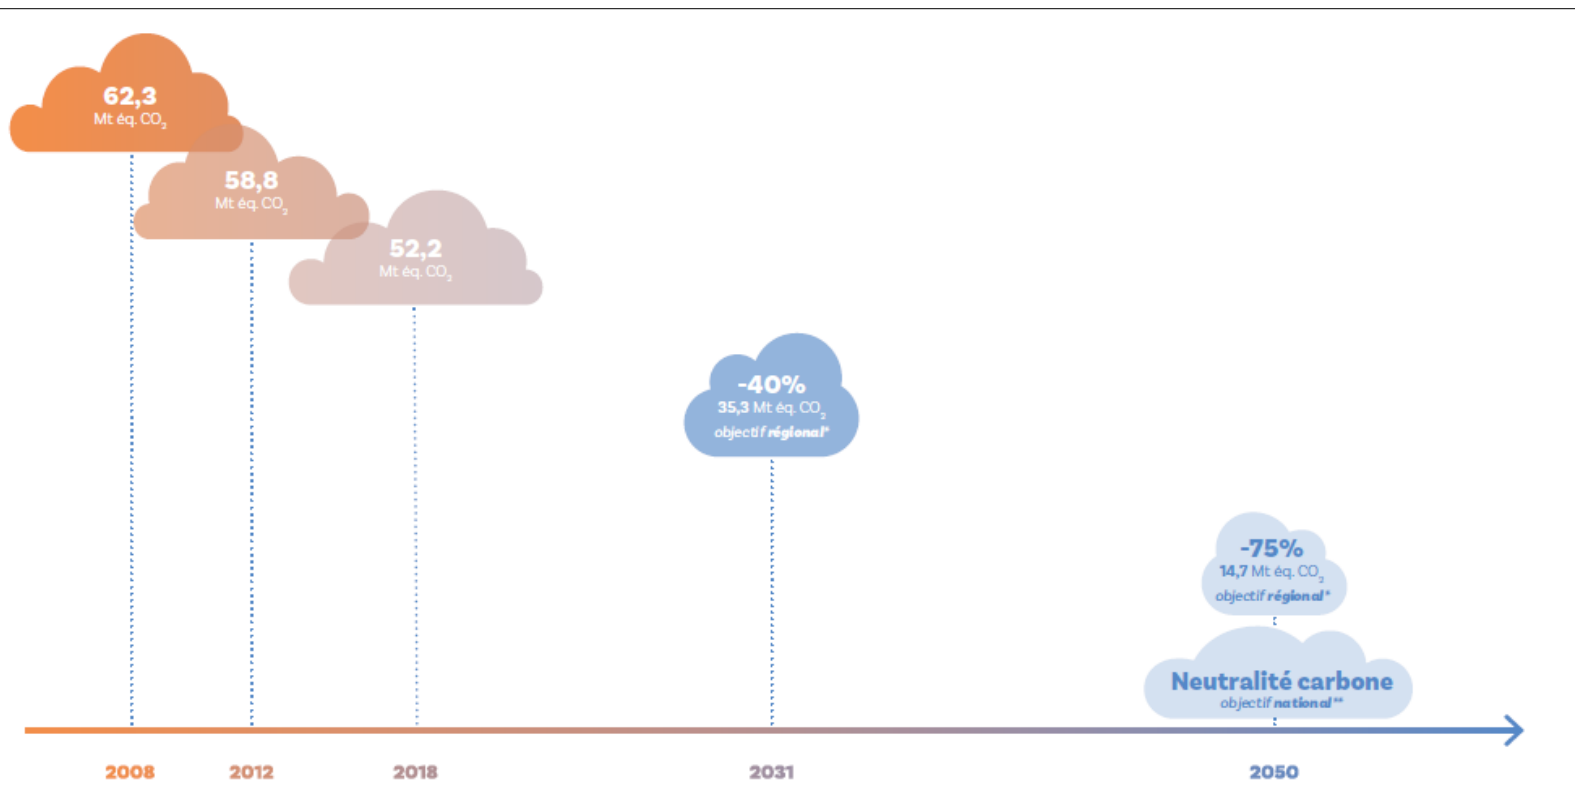 62,3
Mt éq. CO₂
58,8
Mt éq. CO₂
52,2
Mt éq. CO₂
-40%
35,3 Mt éq. CO₂
objectif régional*
-75%
14,7 Mt éq. CO₂
objectif régional*
Neutralité carbone
objectif national**
2008
2012
2018
2031
2050